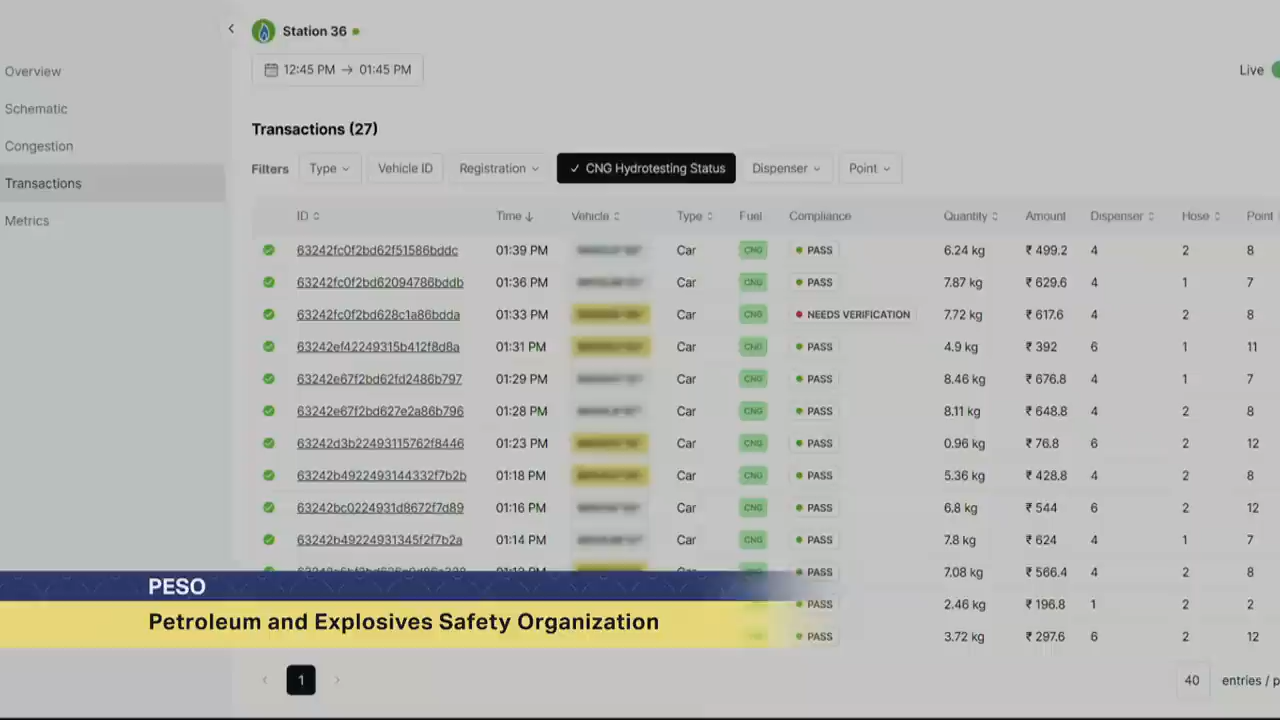 Station 36
12:45 PM → 01:45 PM
Live
Overview
Schematic
Congestion
Transactions
Metrics
Transactions (27)
Filters Type Vehicle ID Registration ✓ CNG Hydrotesting Status Dispenser Point
ID Time ↓ Vehicle Type Fuel Compliance Quantity Amount Dispenser Hose Point
63242fc0f2bd62f51586bddc 01:39 PM Car CNG PASS 6.24 kg ₹ 499.2 4 2 8
63242fc0f2bd62094786bddb 01:36 PM Car CNG PASS 7.87 kg ₹ 629.6 4 1 7
63242fc0f2bd628c1a86bdda 01:33 PM Car CNG NEEDS VERIFICATION 7.72 kg ₹ 617.6 4 2 8
63242ef42249315b412f8d8a 01:31 PM Car CNG PASS 4.9 kg ₹ 392 6 1 11
63242e67f2bd62fd2486b797 01:29 PM Car CNG PASS 8.46 kg ₹ 676.8 4 1 7
63242e67f2bd627e2a86b796 01:28 PM Car CNG PASS 8.11 kg ₹ 648.8 4 2 8
63242d3b22493115762f8446 01:23 PM Car CNG PASS 0.96 kg ₹ 76.8 6 2 12
63242b4922493144332f7b2b 01:18 PM Car CNG PASS 5.36 kg ₹ 428.8 4 2 8
63242bc0224931d8672f7d89 01:16 PM Car CNG PASS 6.8 kg ₹ 544 6 2 12
63242b49224931345f2f7b2a 01:14 PM Car CNG PASS 7.8 kg ₹ 624 4 1 7
PASS 7.08 kg ₹ 566.4 4 2 8
PASS 2.46 kg ₹ 196.8 1 2 2
PASS 3.72 kg ₹ 297.6 6 2 12
PESO
Petroleum and Explosives Safety Organization
1
40 entries / p